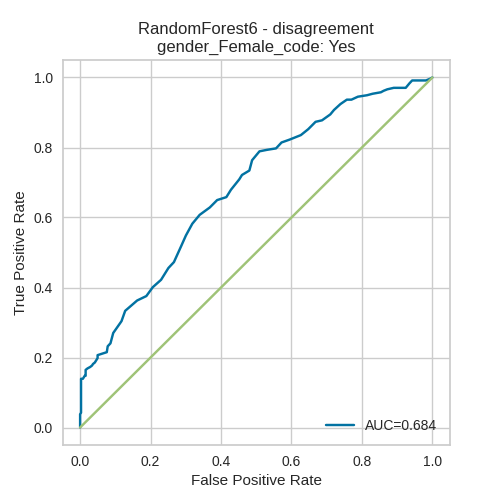 RandomForest6 - disagreement
gender_Female_code: Yes
True Positive Rate
1.0
0.8
0.6
0.4
0.2
0.0
AUC=0.684
0.0 0.2 0.4 0.6 0.8 1.0
False Positive Rate